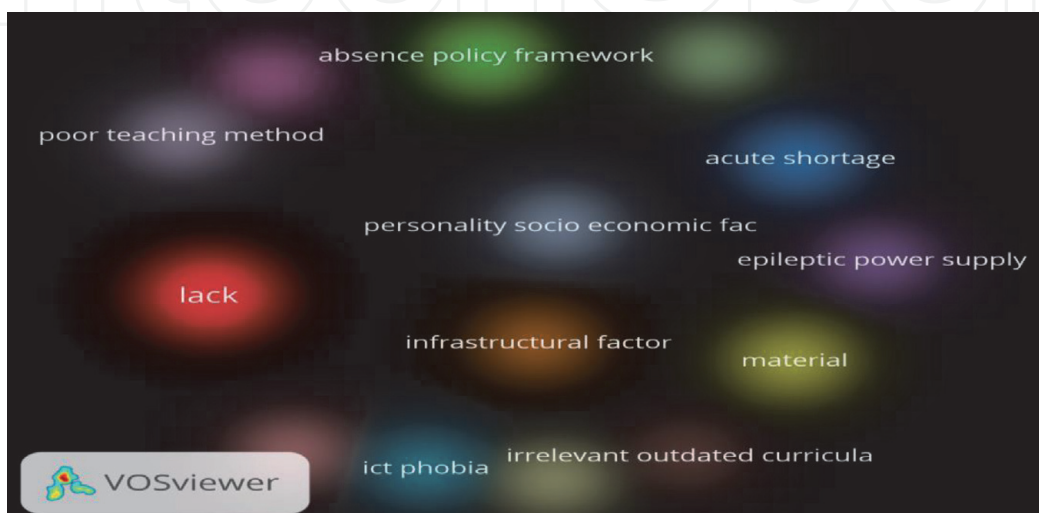 absence policy framework
poor teaching method
acute shortage
personality socio economic fac
epileptic power supply
lack
infrastructural factor
material
irrelevant outdated curricula
ict phobia
VOSviewer